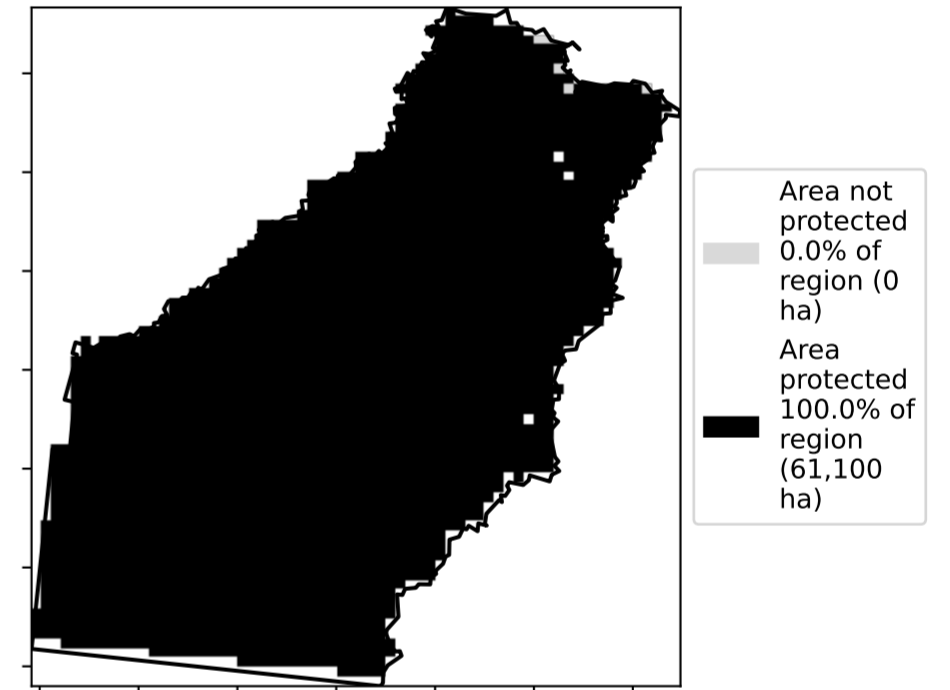 Area not
protected
0.0% of
region (0
ha)
Area
protected
100.0% of
region
(61,100
ha)